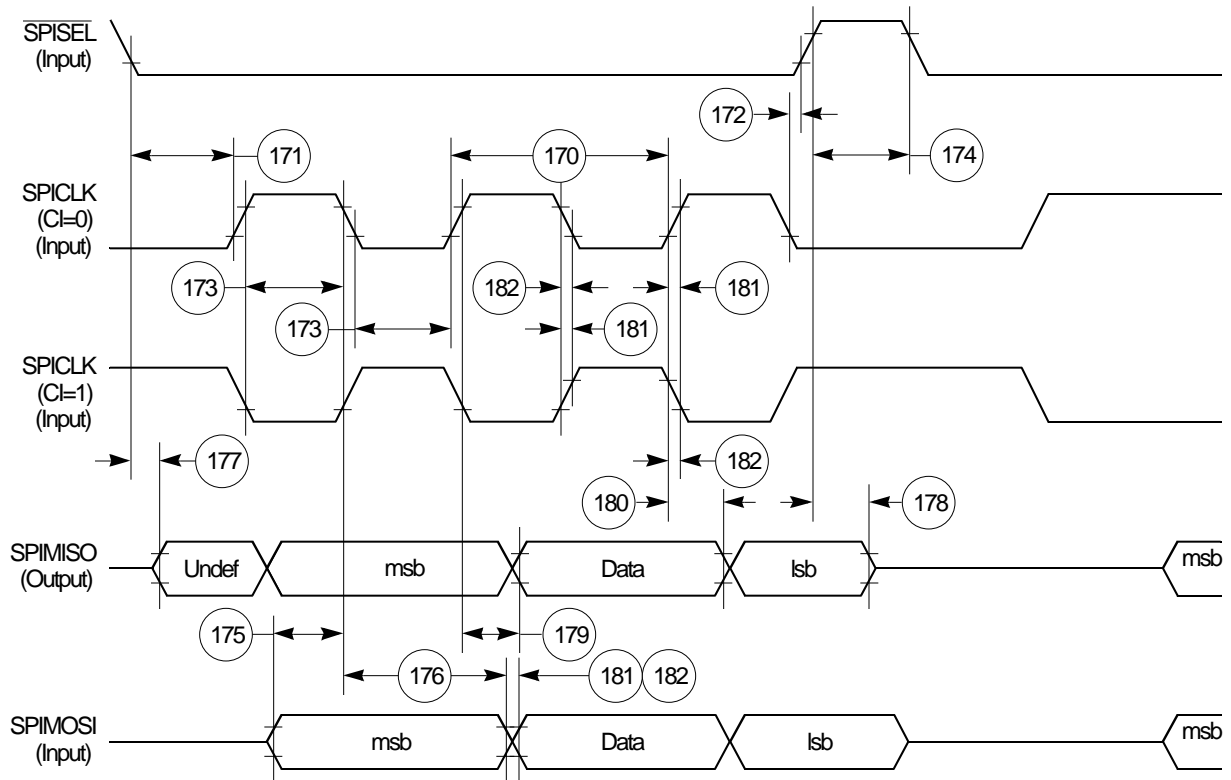 SPISEL
(Input)
172
171
170
174
SPICLK
(CI=0)
(Input)
173
182
181
173
181
SPICLK
(CI=1)
(Input)
177
182
180
178
SPIMISO
(Output)
Undef
msb
Data
lsb
msb
175
179
176
181
182
SPIMOSI
(Input)
msb
Data
lsb
msb